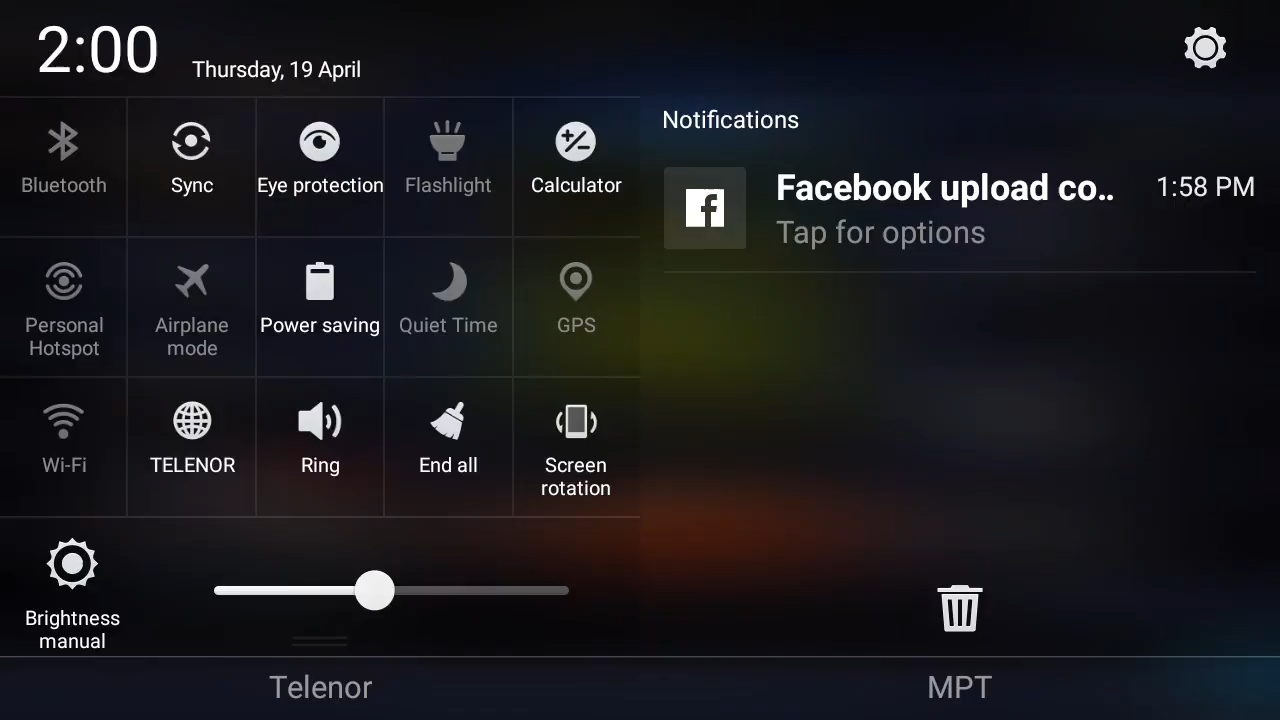 2:00
Thursday, 19 April
Bluetooth
Sync
Eye protection
Flashlight
Calculator
Personal
Hotspot
Airplane
mode
Power saving
Quiet Time
GPS
Wi-Fi
TELENOR
Ring
End all
Screen
rotation
Brightness
manual
Notifications
Facebook upload co..
1:58 PM
Tap for options
Telenor
MPT